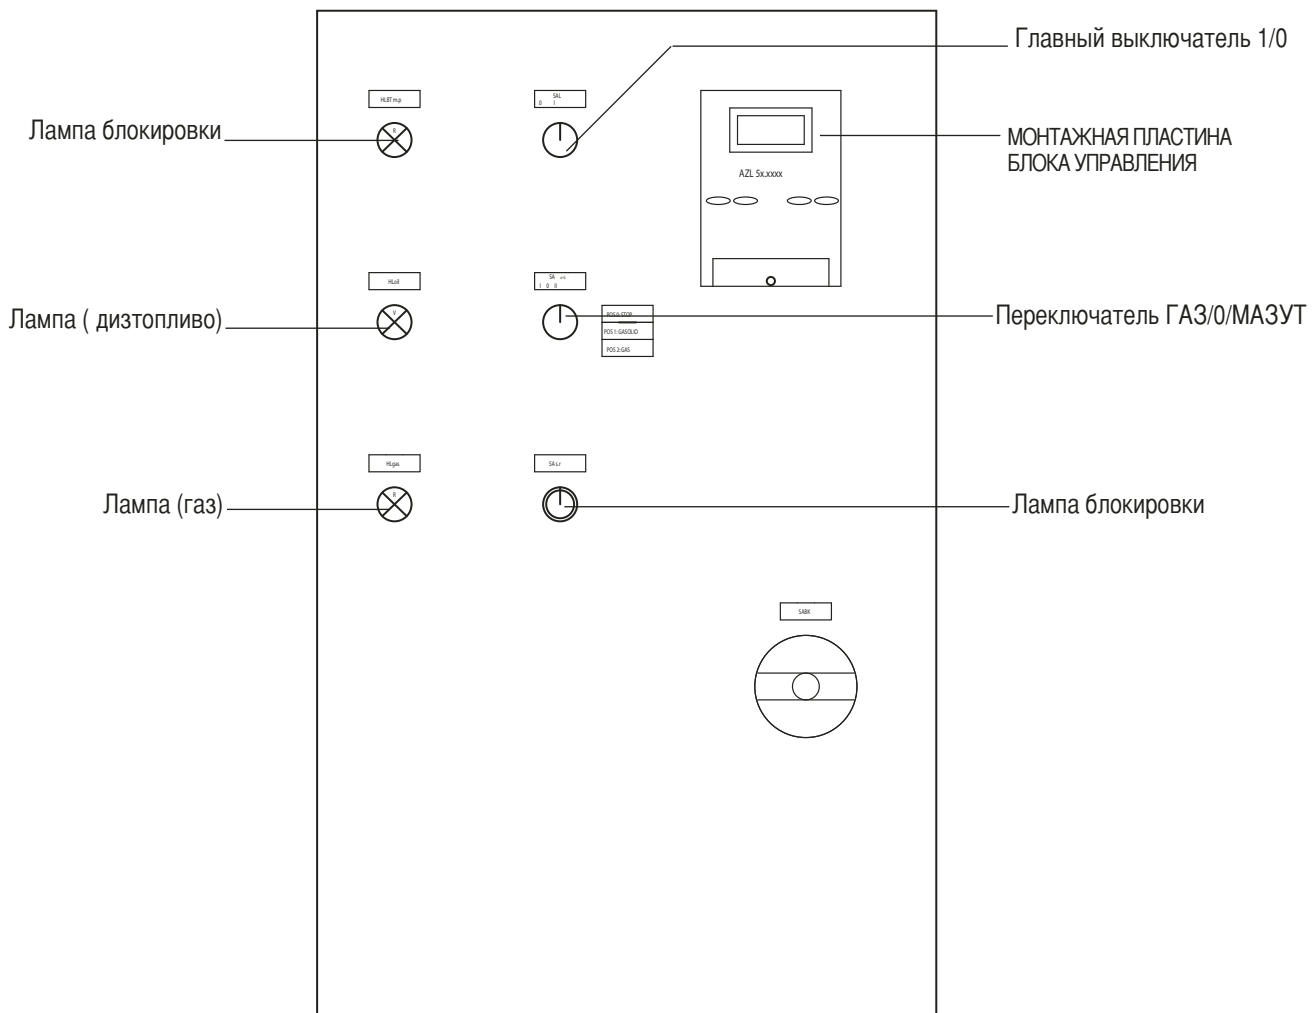 Главный выключатель 1/0
HLBT m.p
SAL
0 I
Лампа блокировки
R
МОНТАЖНАЯ ПЛАСТИНА
БЛОКА УПРАВЛЕНИЯ
AZL 5x.xxxx
HLoil
SA
I 0 II
Лампа ( дизтопливо)
V
POS 0: STOP
POS 1: GASOLIO
POS 2: GAS
Переключатель ГАЗ/0/МАЗУТ
HLgas
SA s.r
Лампа (газ)
R
Лампа блокировки
SABK